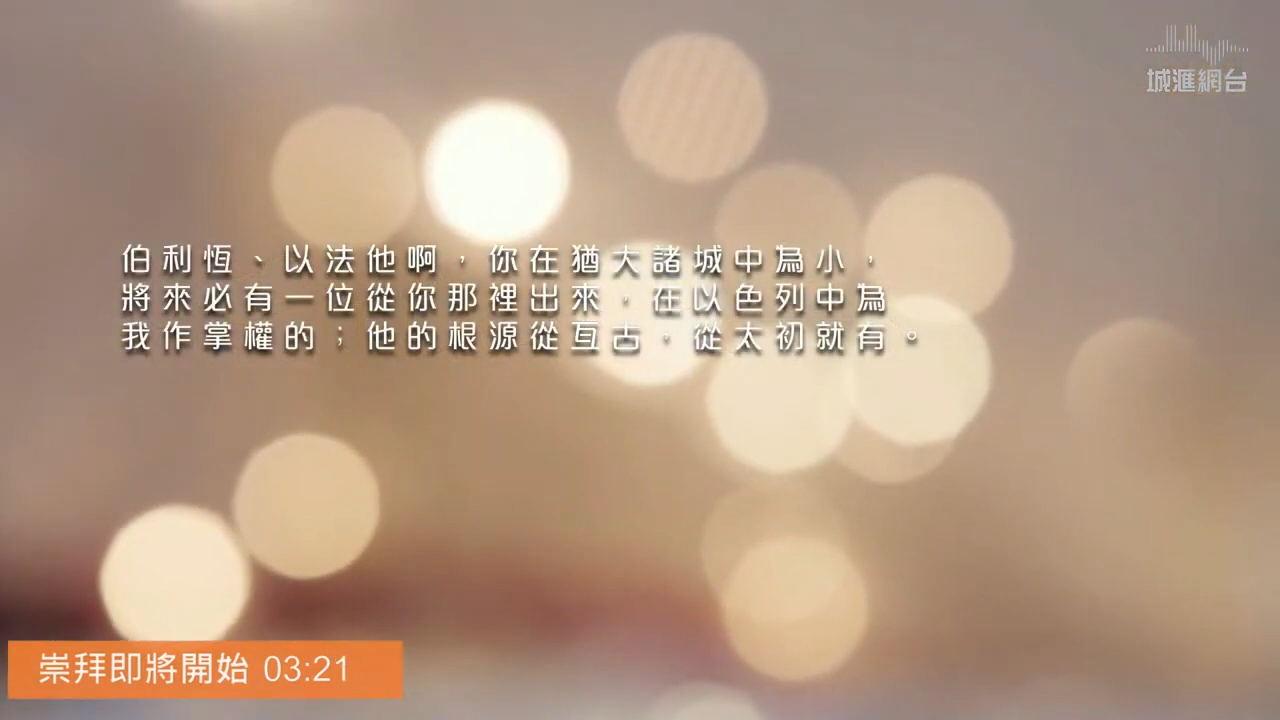 城滙網台
伯利恆、以法他啊，你在猶大諸城中為小，
將來必有一位從你那裡出來，在以色列中為
我作掌權的；他的根源從亙古，從太初就有。
崇拜即將開始 03:21